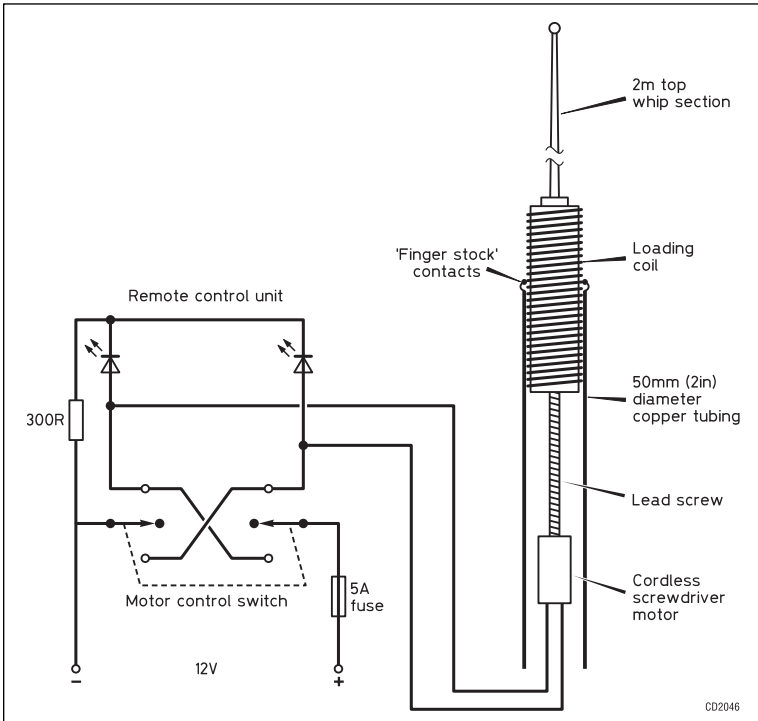 2m top
whip section
'Finger stock'
contacts
Loading
coil
Remote control unit
50mm (2in)
diameter
copper tubing
300R
Lead screw
Motor control switch
5A
fuse
Cordless
screwdriver
motor
12V
–
+
CD2046